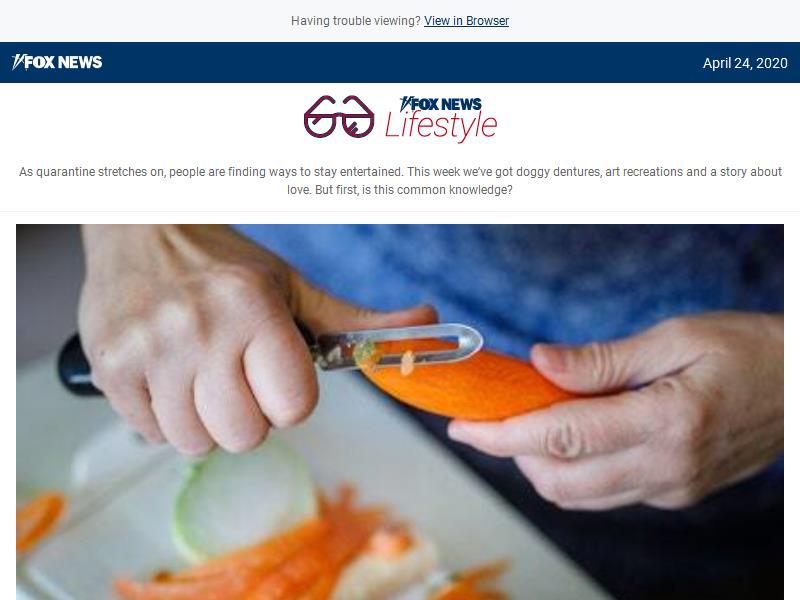 Having trouble viewing? View in Browser
FOX NEWS
April 24, 2020
FOX NEWS
Lifestyle
As quarantine stretches on, people are finding ways to stay entertained. This week we've got doggy dentures, art recreations and a story about
love. But first, is this common knowledge?